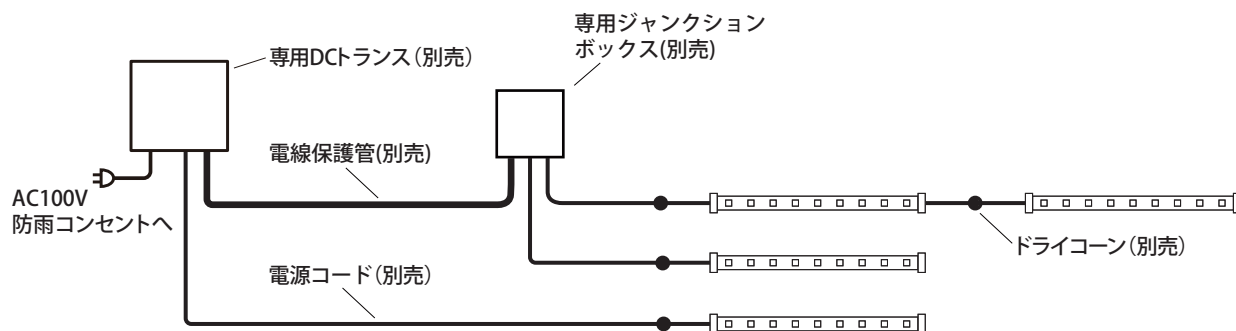 専用ジャンクション
ボックス(別売)
専用DCトランス（別売）
電線保護管(別売)
AC100V
防雨コンセントへ
ドライコーン（別売）
電源コード（別売）